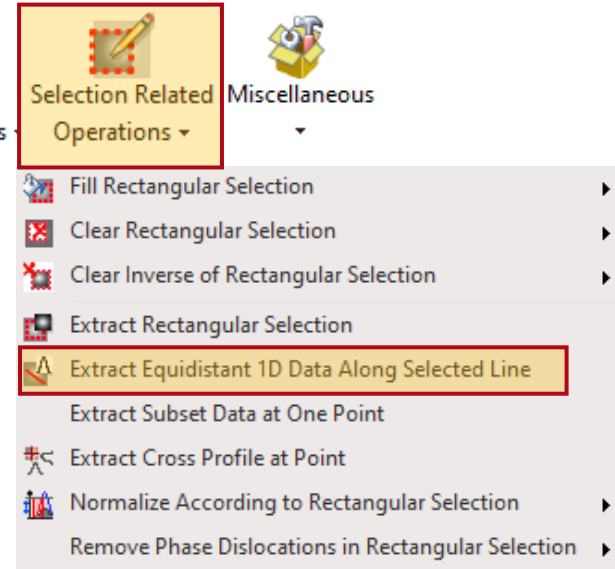 Selection Related
Operations
Miscellaneous
s
Fill Rectangular Selection
Clear Rectangular Selection
Clear Inverse of Rectangular Selection
Extract Rectangular Selection
Extract Equidistant 1D Data Along Selected Line
Extract Subset Data at One Point
Extract Cross Profile at Point
Normalize According to Rectangular Selection
Remove Phase Dislocations in Rectangular Selection